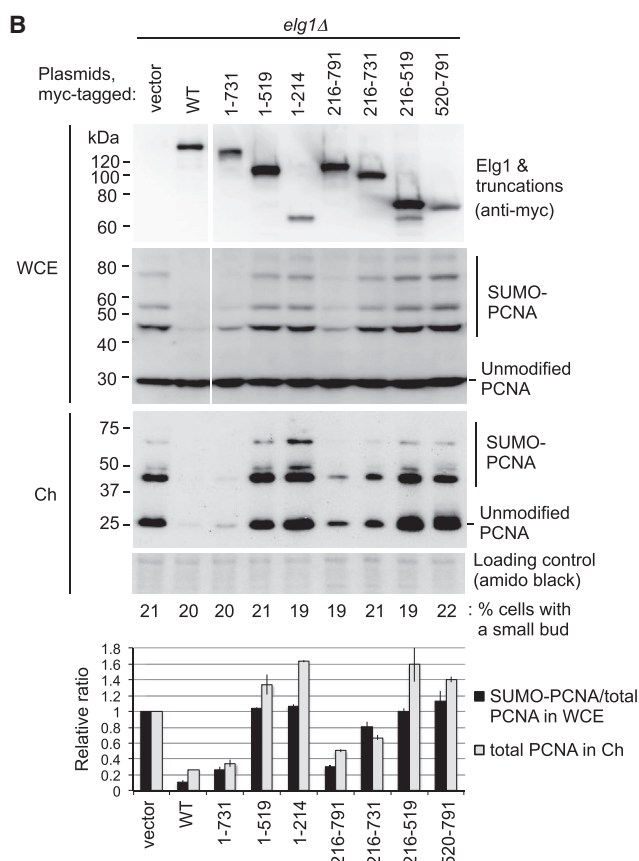 B
elg1Δ
Plasmids,
myc-tagged:
vector
WT
1-731
1-519
1-214
216-791
216-731
216-519
520-791
kDa
120
100
80
60
Elg1 &
truncations
(anti-myc)
WCE
80
60
50
40
30
SUMO-
PCNA
Unmodified
PCNA
Ch
75
50
37
25
SUMO-
PCNA
Unmodified
PCNA
Loading control
(amido black)
21 20 20 21 19 19 21 19 22 : % cells with
a small bud
Relative ratio
1.8
1.6
1.4
1.2
1
0.8
0.6
0.4
0.2
0
SUMO-PCNA/total
PCNA in WCE
total PCNA in Ch
vector
WT
1-731
1-519
1-214
216-791
216-731
216-519
520-791